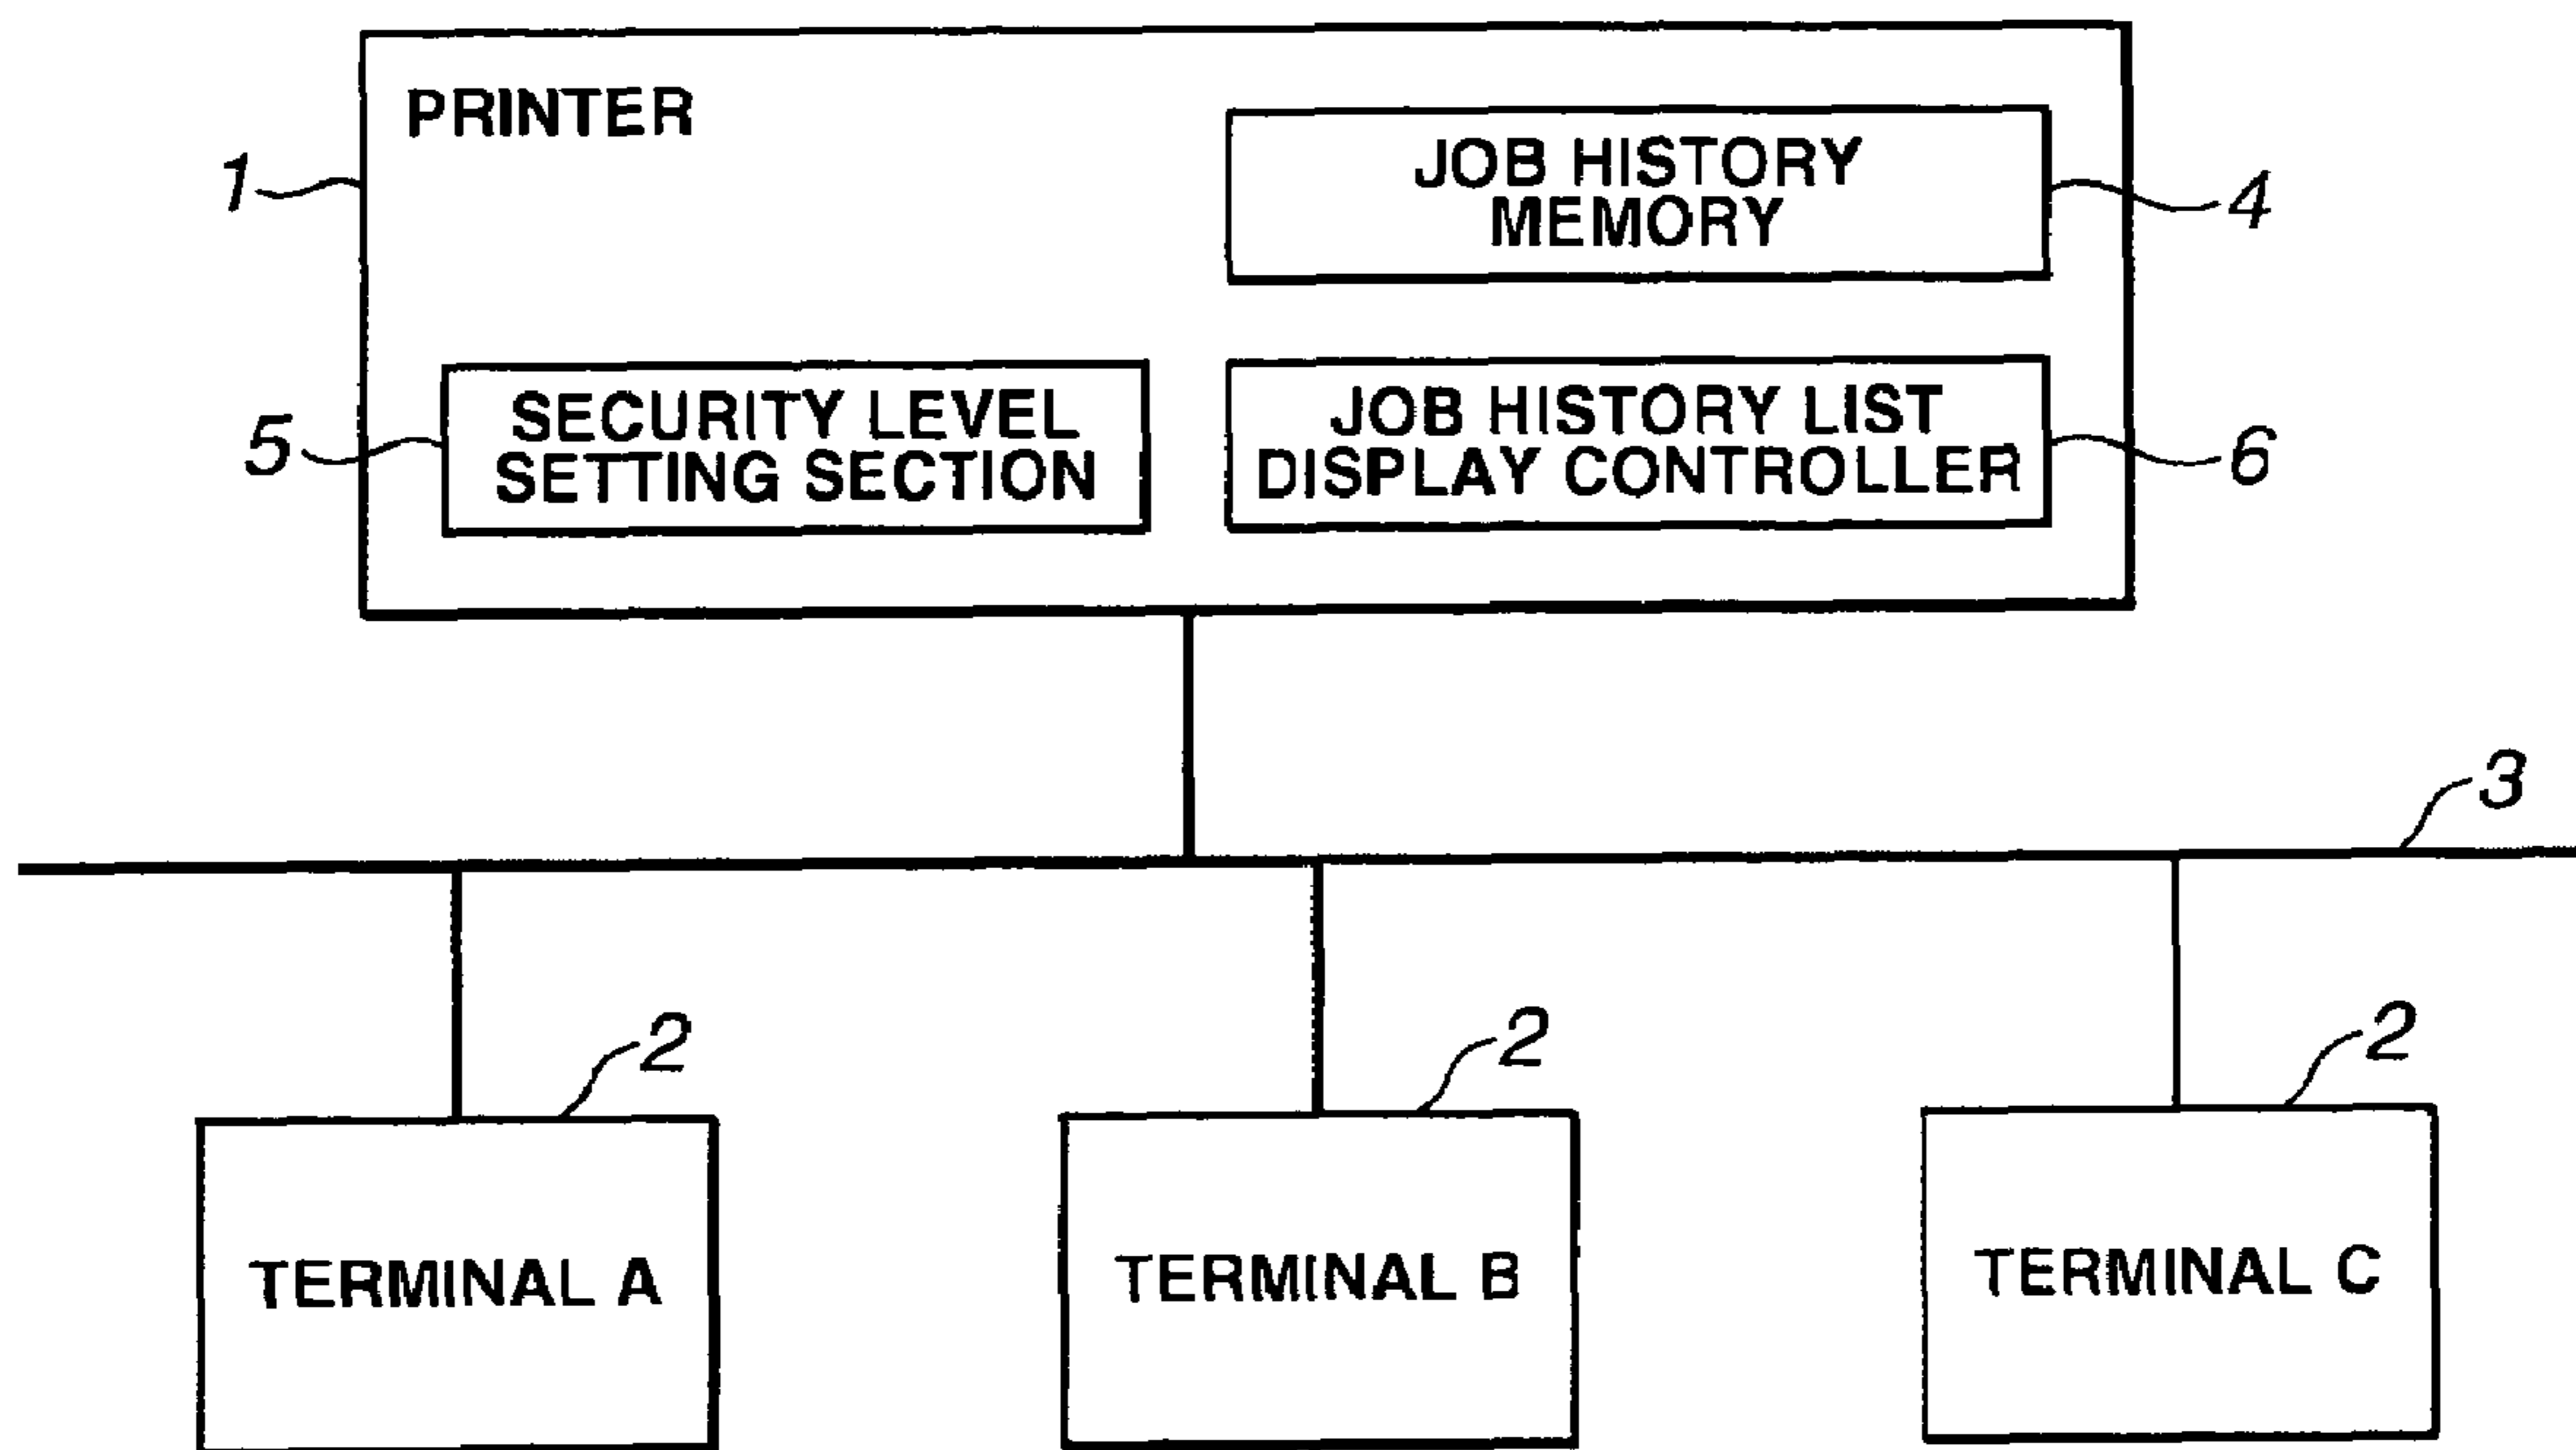 PRINTER
1
JOB HISTORY
MEMORY
4
5
SECURITY LEVEL
SETTING SECTION
JOB HISTORY LIST
DISPLAY CONTROLLER
6
3
2
2
2
TERMINAL A
TERMINAL B
TERMINAL C